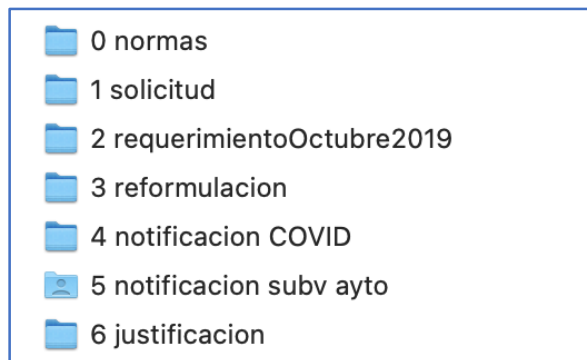 0 normas
1 solicitud
2 requerimientoOctubre2019
3 reformulacion
4 notificacion COVID
5 notificacion subv ayto
6 justificacion